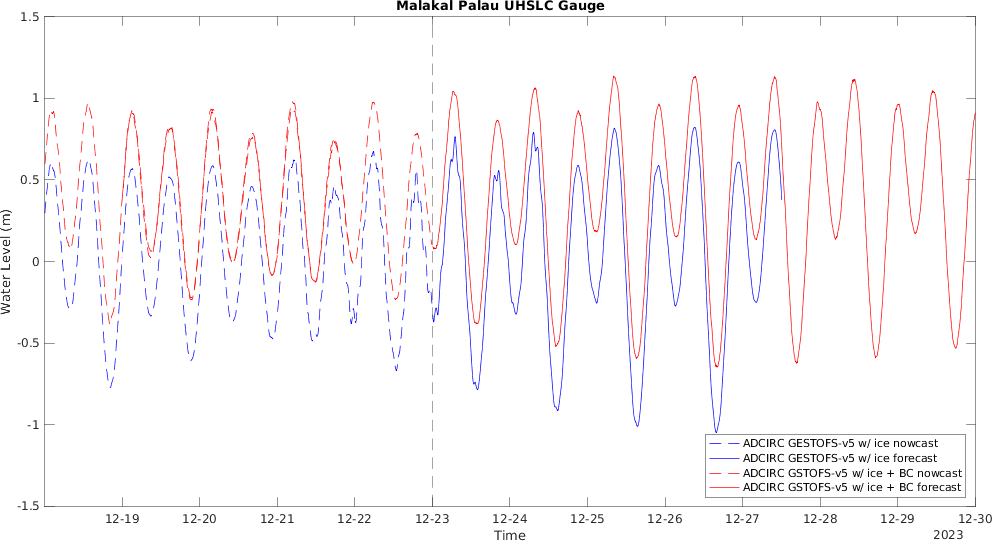 Malakal Palau UHSLC Gauge
Water Level (m)
1.5
1
0.5
0
-0.5
-1
-1.5
ADCIRC GESTOFS-v5 w/ ice nowcast
ADCIRC GESTOFS-v5 w/ ice forecast
ADCIRC GSTOFS-v5 w/ ice + BC nowcast
ADCIRC GSTOFS-v5 w/ ice + BC forecast
12-19 12-20 12-21 12-22 12-23 12-24 12-25 12-26 12-27 12-28 12-29 12-30
Time
2023